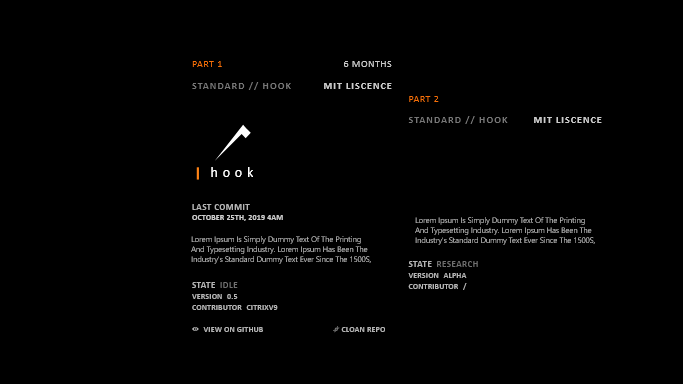 PART 1
6 MONTHS
STANDARD // HOOK
MIT LISCENCE
hook
LAST COMMIT
OCTOBER 25TH, 2019 4AM
Lorem Ipsum Is Simply Dummy Text Of The Printing
And Typesetting Industry. Lorem Ipsum Has Been The
Industry's Standard Dummy Text Ever Since The 1500S,
STATE IDLE
VERSION 0.5
CONTRIBUTOR CITRIXV9
VIEW ON GITHUB
CLOAN REPO
PART 2
STANDARD // HOOK
MIT LISCENCE
Lorem Ipsum Is Simply Dummy Text Of The Printing
And Typesetting Industry. Lorem Ipsum Has Been The
Industry's Standard Dummy Text Ever Since The 1500S,
STATE RESEARCH
VERSION ALPHA
CONTRIBUTOR /